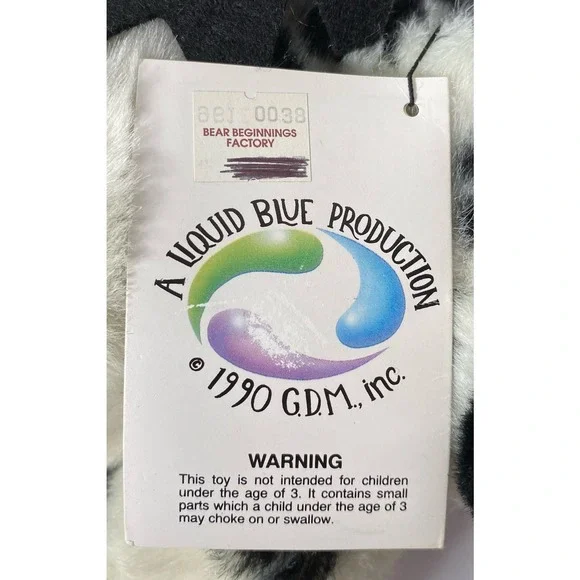 0038
BEAR BEGINNINGS
FACTORY
A LIQUID BLUE PRODUCTION
© 1990 G.D.M., inc.
WARNING
This toy is not intended for children
under the age of 3. It contains small
parts which a child under the age of 3
may choke on or swallow.